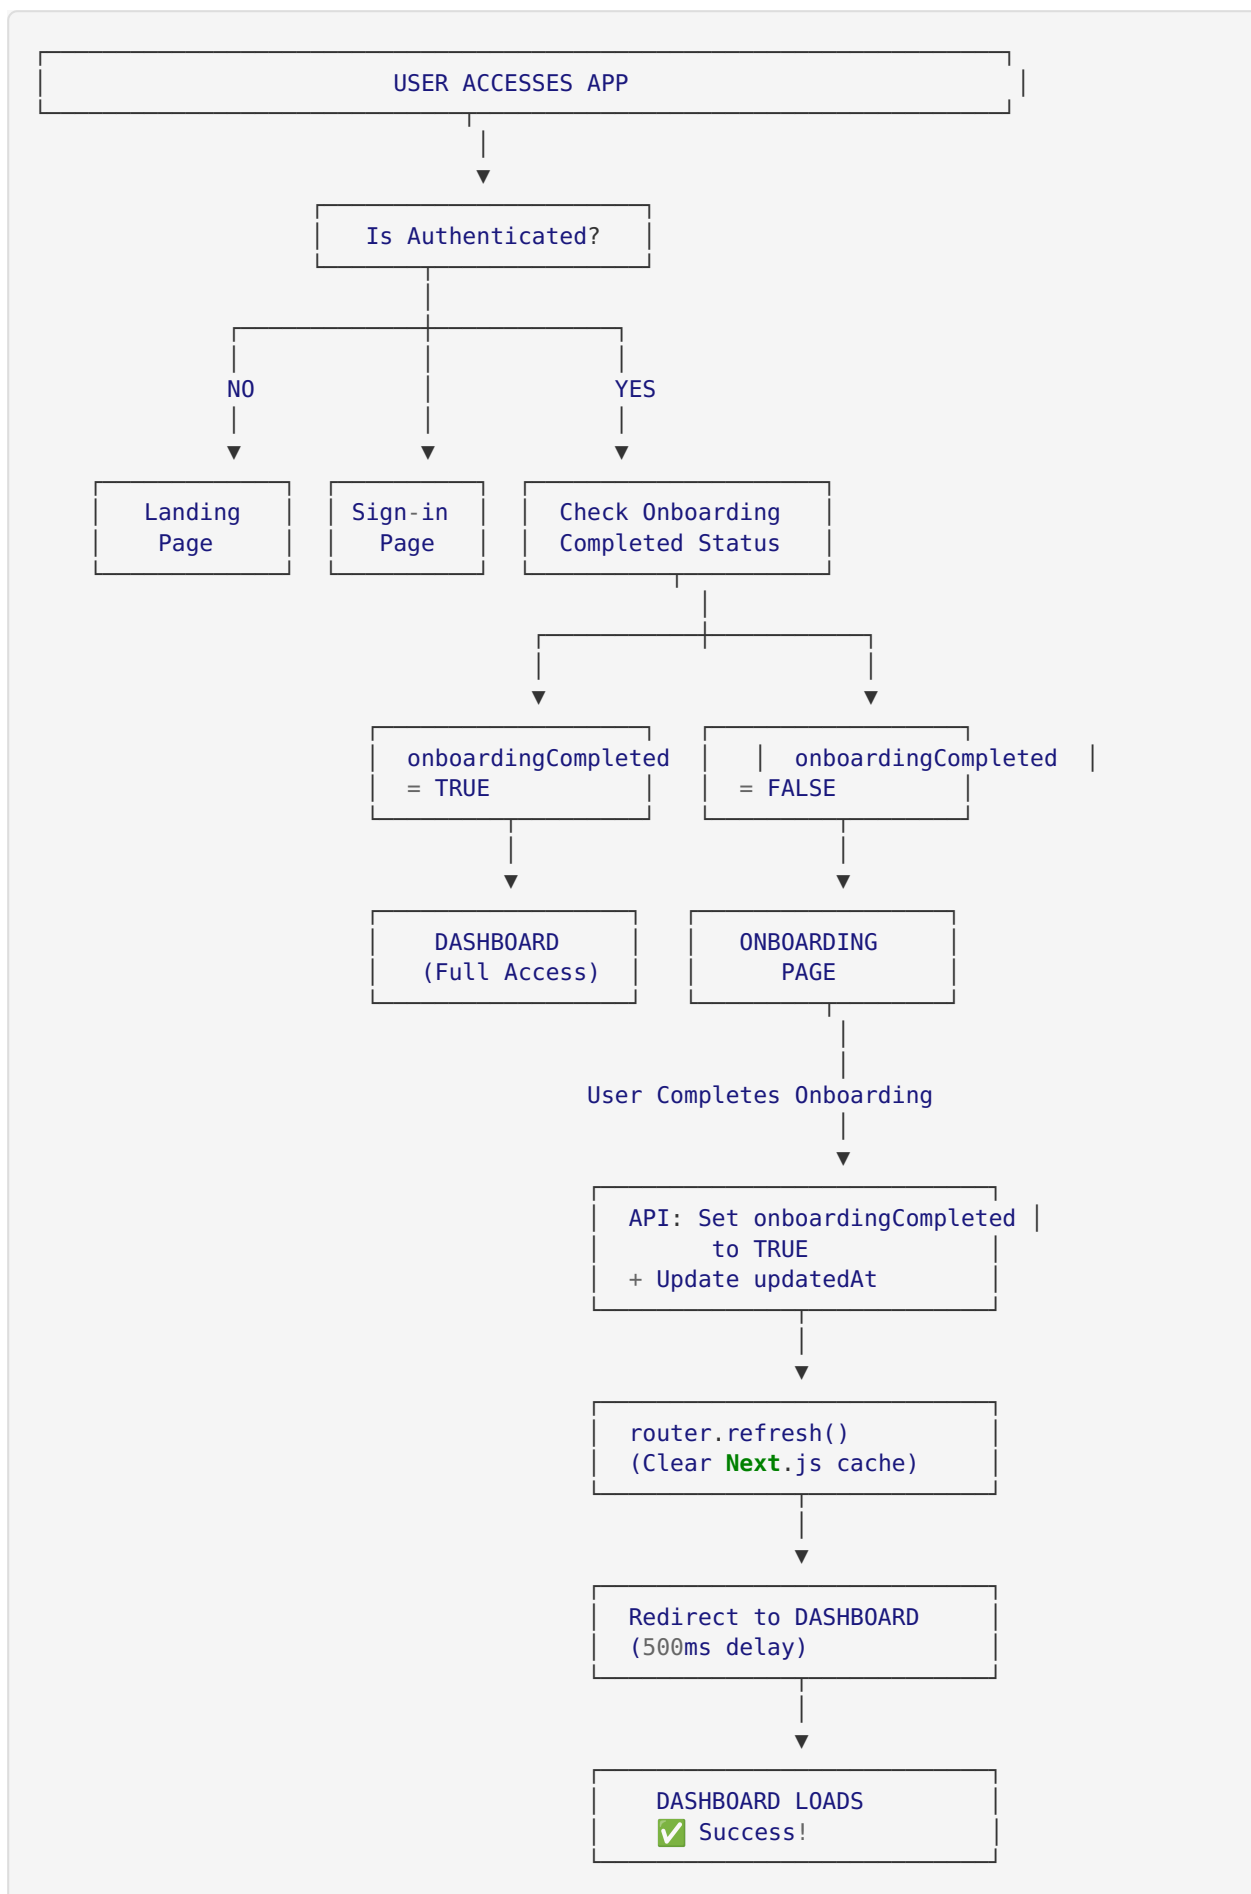 USER ACCESSES APP
Is Authenticated?
NO YES
Landing Sign-in Check Onboarding
Page Page Completed Status
onboardingCompleted onboardingCompleted
= TRUE = FALSE
DASHBOARD ONBOARDING
(Full Access) PAGE
User Completes Onboarding
API: Set onboardingCompleted
to TRUE
+ Update updatedAt
router.refresh()
(Clear Next.js cache)
Redirect to DASHBOARD
(500ms delay)
DASHBOARD LOADS
✅ Success!